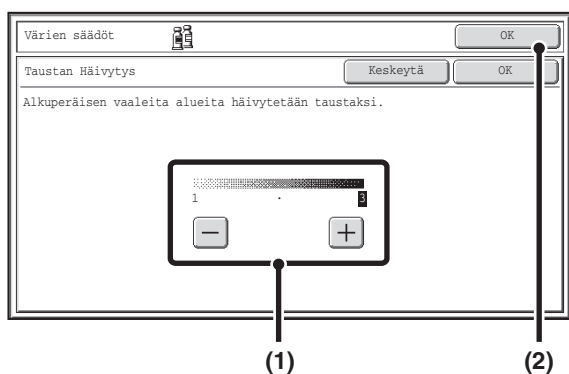 Värien säädöt OK
Taustan Häivytys Keskeytä OK
Alkuperäisen vaaleita alueita häivytetään taustaksi.
1 · 3
− +
(1) (2)